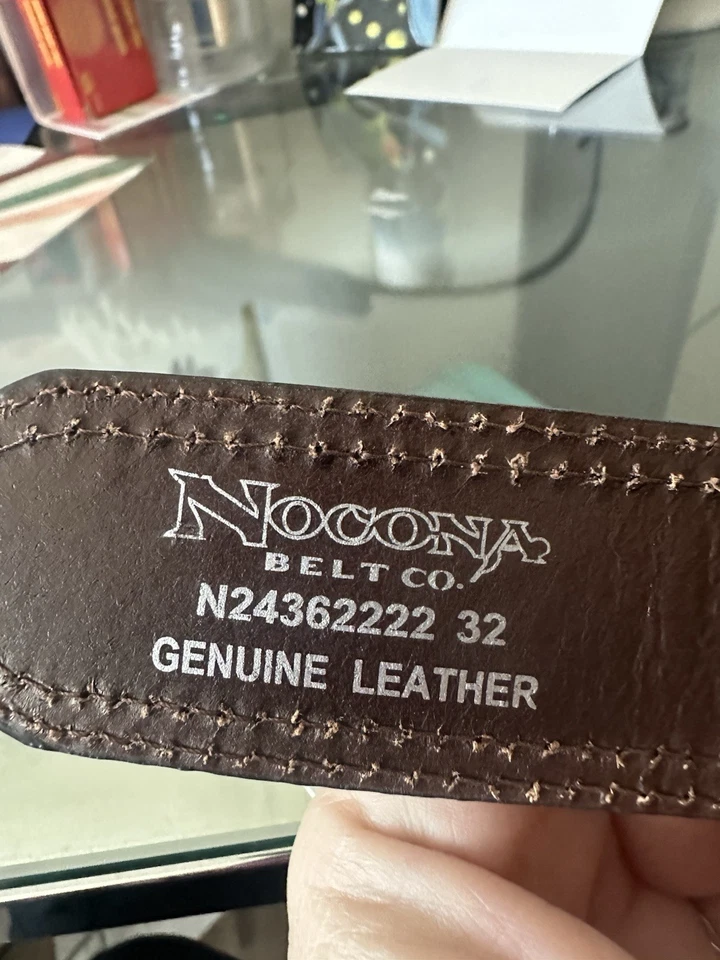 NOCONA
BELT CO.
N24362222 32
GENUINE LEATHER